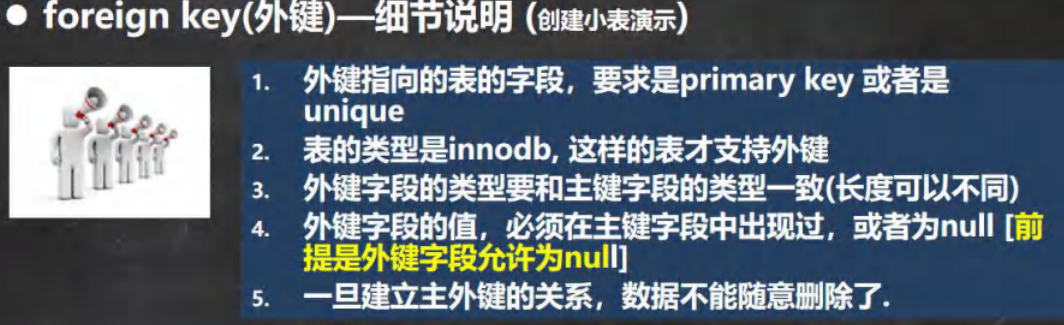 ● foreign key(外键)—细节说明 (创建小表演示)
1. 外键指向的表的字段，要求是primary key 或者是
unique
2. 表的类型是innodb, 这样的表才支持外键
3. 外键字段的类型要和主键字段的类型一致(长度可以不同)
4. 外键字段的值，必须在主键字段中出现过，或者为null [前
提是外键字段允许为null]
5. 一旦建立主外键的关系，数据不能随意删除了.